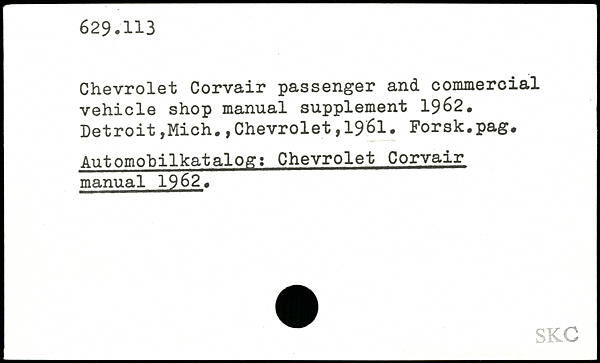 629.113
Chevrolet Corvair passenger and commercial
vehicle shop manual supplement 1962.
Detroit,Mich.,Chevrolet,1961. Forsk.pag.
Automobilkatalog: Chevrolet Corvair
manual 1962.
SKC